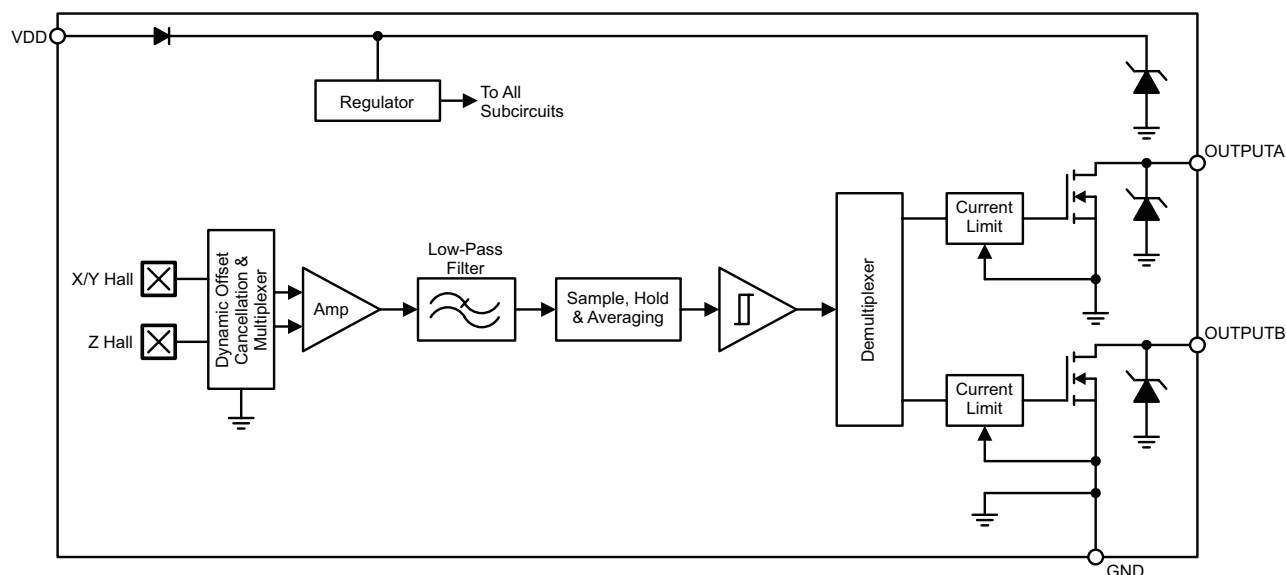 VDD
Regulator
To All
Subcircuits
OUTPUTA
Current
Limit
X/Y Hall
Z Hall
Dynamic Offset
Cancellation &
Multiplexer
Amp
Low-Pass
Filter
Sample, Hold
& Averaging
Demultiplexer
OUTPUTB
Current
Limit
GND